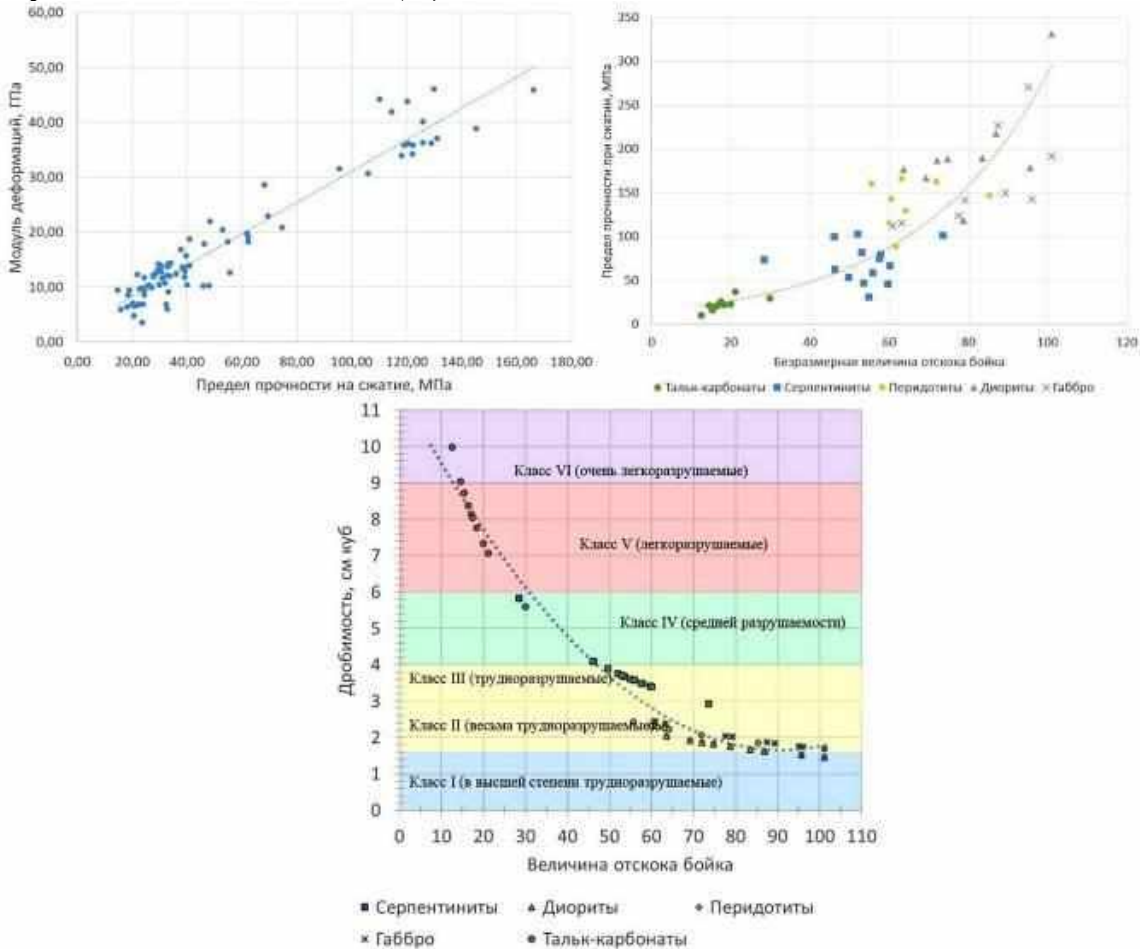 60,00
50,00
40,00
30,00
20,00
10,00
0,00
Модуль деформаций, ГПа
0,00 20,00 40,00 60,00 80,00 100,00 120,00 140,00 160,00 180,00
Предел прочности на сжатие, МПа
350
300
250
200
150
100
50
0
Предел прочности при сжатии, МПа
0 20 40 60 80 100 120
Безразмерная величина отскока бойка
Тальк-карбонаты Серпентиниты Перидотиты Диориты Габбро
11
10
9
8
7
6
5
4
3
2
1
0
Дробимость, см куб
Класс VI (очень легкоразрушаемые)
Класс V (легкоразрушаемые)
Класс IV (средней разрушаемости)
Класс III (трудноразрушаемые)
Класс II (весьма трудноразрушаемые)
Класс I (в высшей степени трудноразрушаемые)
0 10 20 30 40 50 60 70 80 90 100 110
Величина отскока бойка
Серпентиниты Диориты Перидотиты
Габбро Тальк-карбонаты